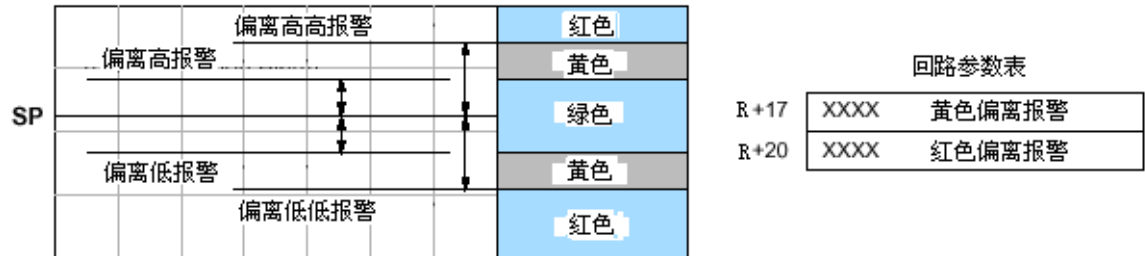 偏离高高报警
偏离高报警
SP
偏离低报警
偏离低低报警
红色
黄色
绿色
黄色
红色
回路参数表
R+17 XXXX 黄色偏离报警
R+20 XXXX 红色偏离报警